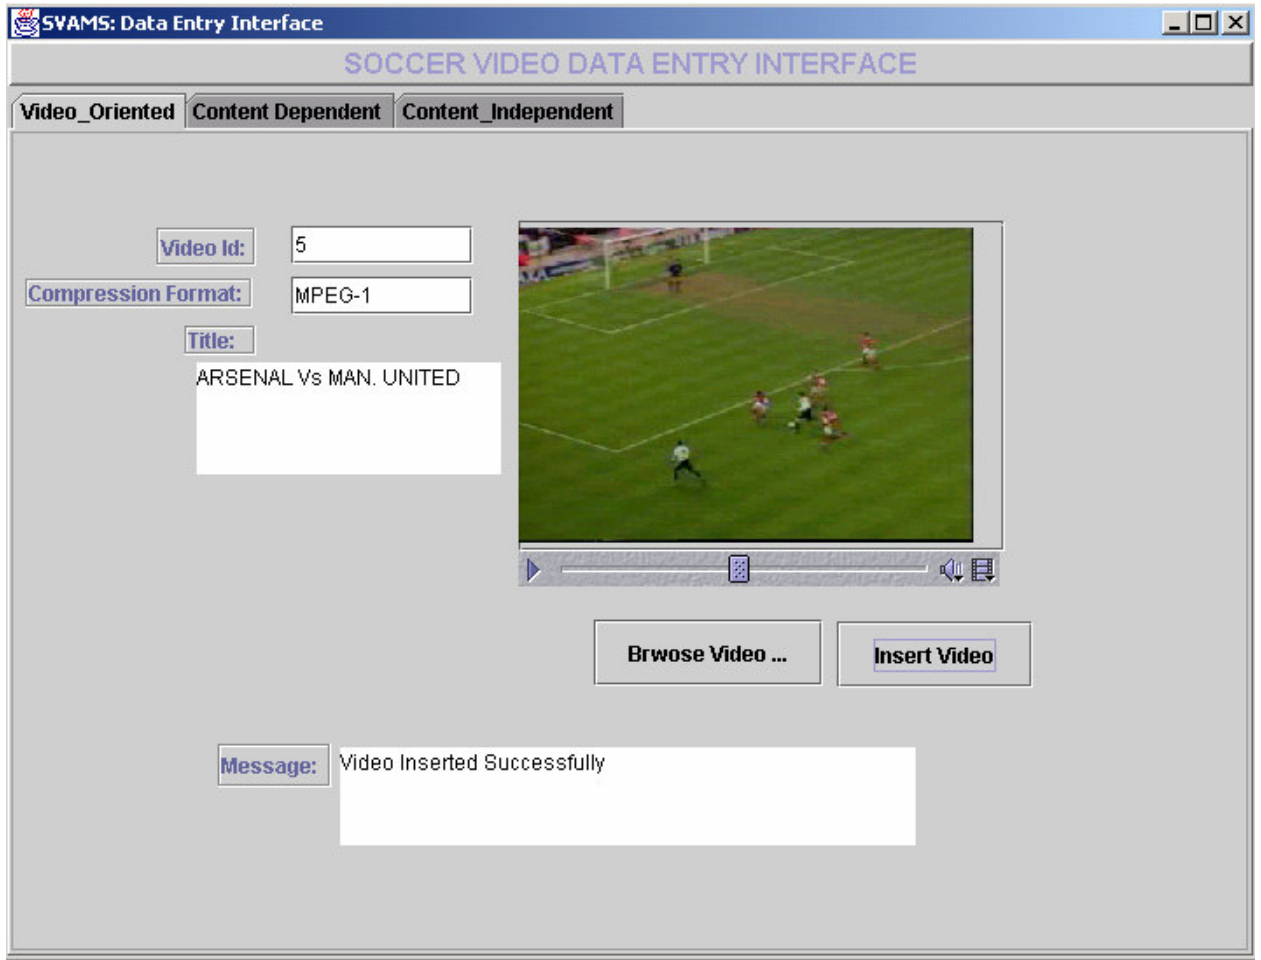 SVAMS: Data Entry Interface
SOCCER VIDEO DATA ENTRY INTERFACE
Video_Oriented Content Dependent Content_Independent
Video Id: 5
Compression Format: MPEG-1
Title:
ARSENAL Vs MAN. UNITED
Brwose Video ... Insert Video
Message: Video Inserted Successfully